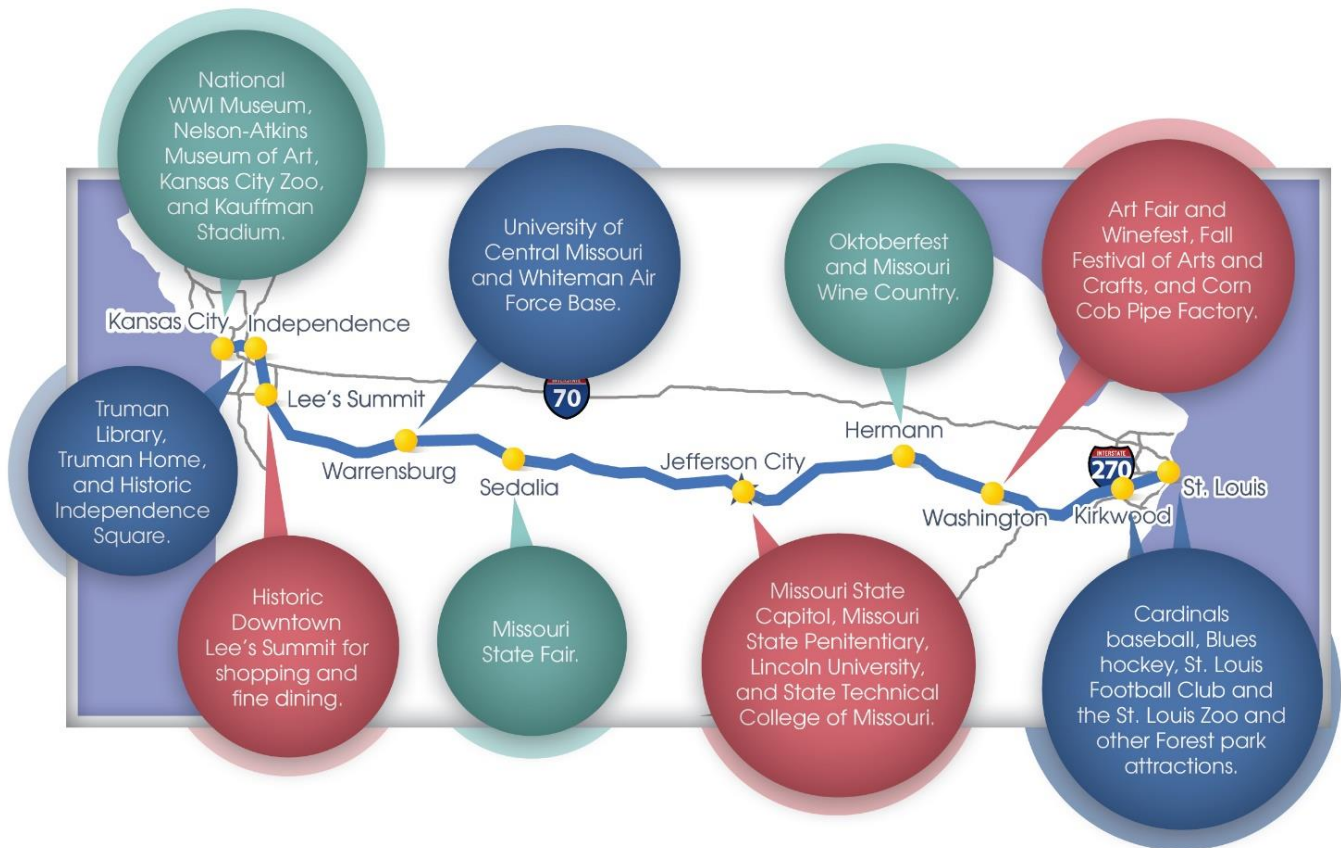 National
WWI Museum,
Nelson-Atkins
Museum of Art,
Kansas City Zoo,
and Kauffman
Stadium.
University of
Central Missouri
and Whiteman Air
Force Base.
Oktoberfest
and Missouri
Wine Country.
Art Fair and
Winefest, Fall
Festival of Arts and
Crafts, and Corn
Cob Pipe Factory.
Kansas City
Independence
Lee's Summit
Warrensburg
Sedalia
INTERSTATE
70
Jefferson City
Hermann
Washington
INTERSTATE
270
Kirkwood
St. Louis
Truman
Library,
Truman Home,
and Historic
Independence
Square.
Historic
Downtown
Lee's Summit for
shopping and
fine dining.
Missouri
State Fair.
Missouri State
Capitol, Missouri
State Penitentiary,
Lincoln University,
and State Technical
College of Missouri.
Cardinals
baseball, Blues
hockey, St. Louis
Football Club and
the St. Louis Zoo and
other Forest park
attractions.